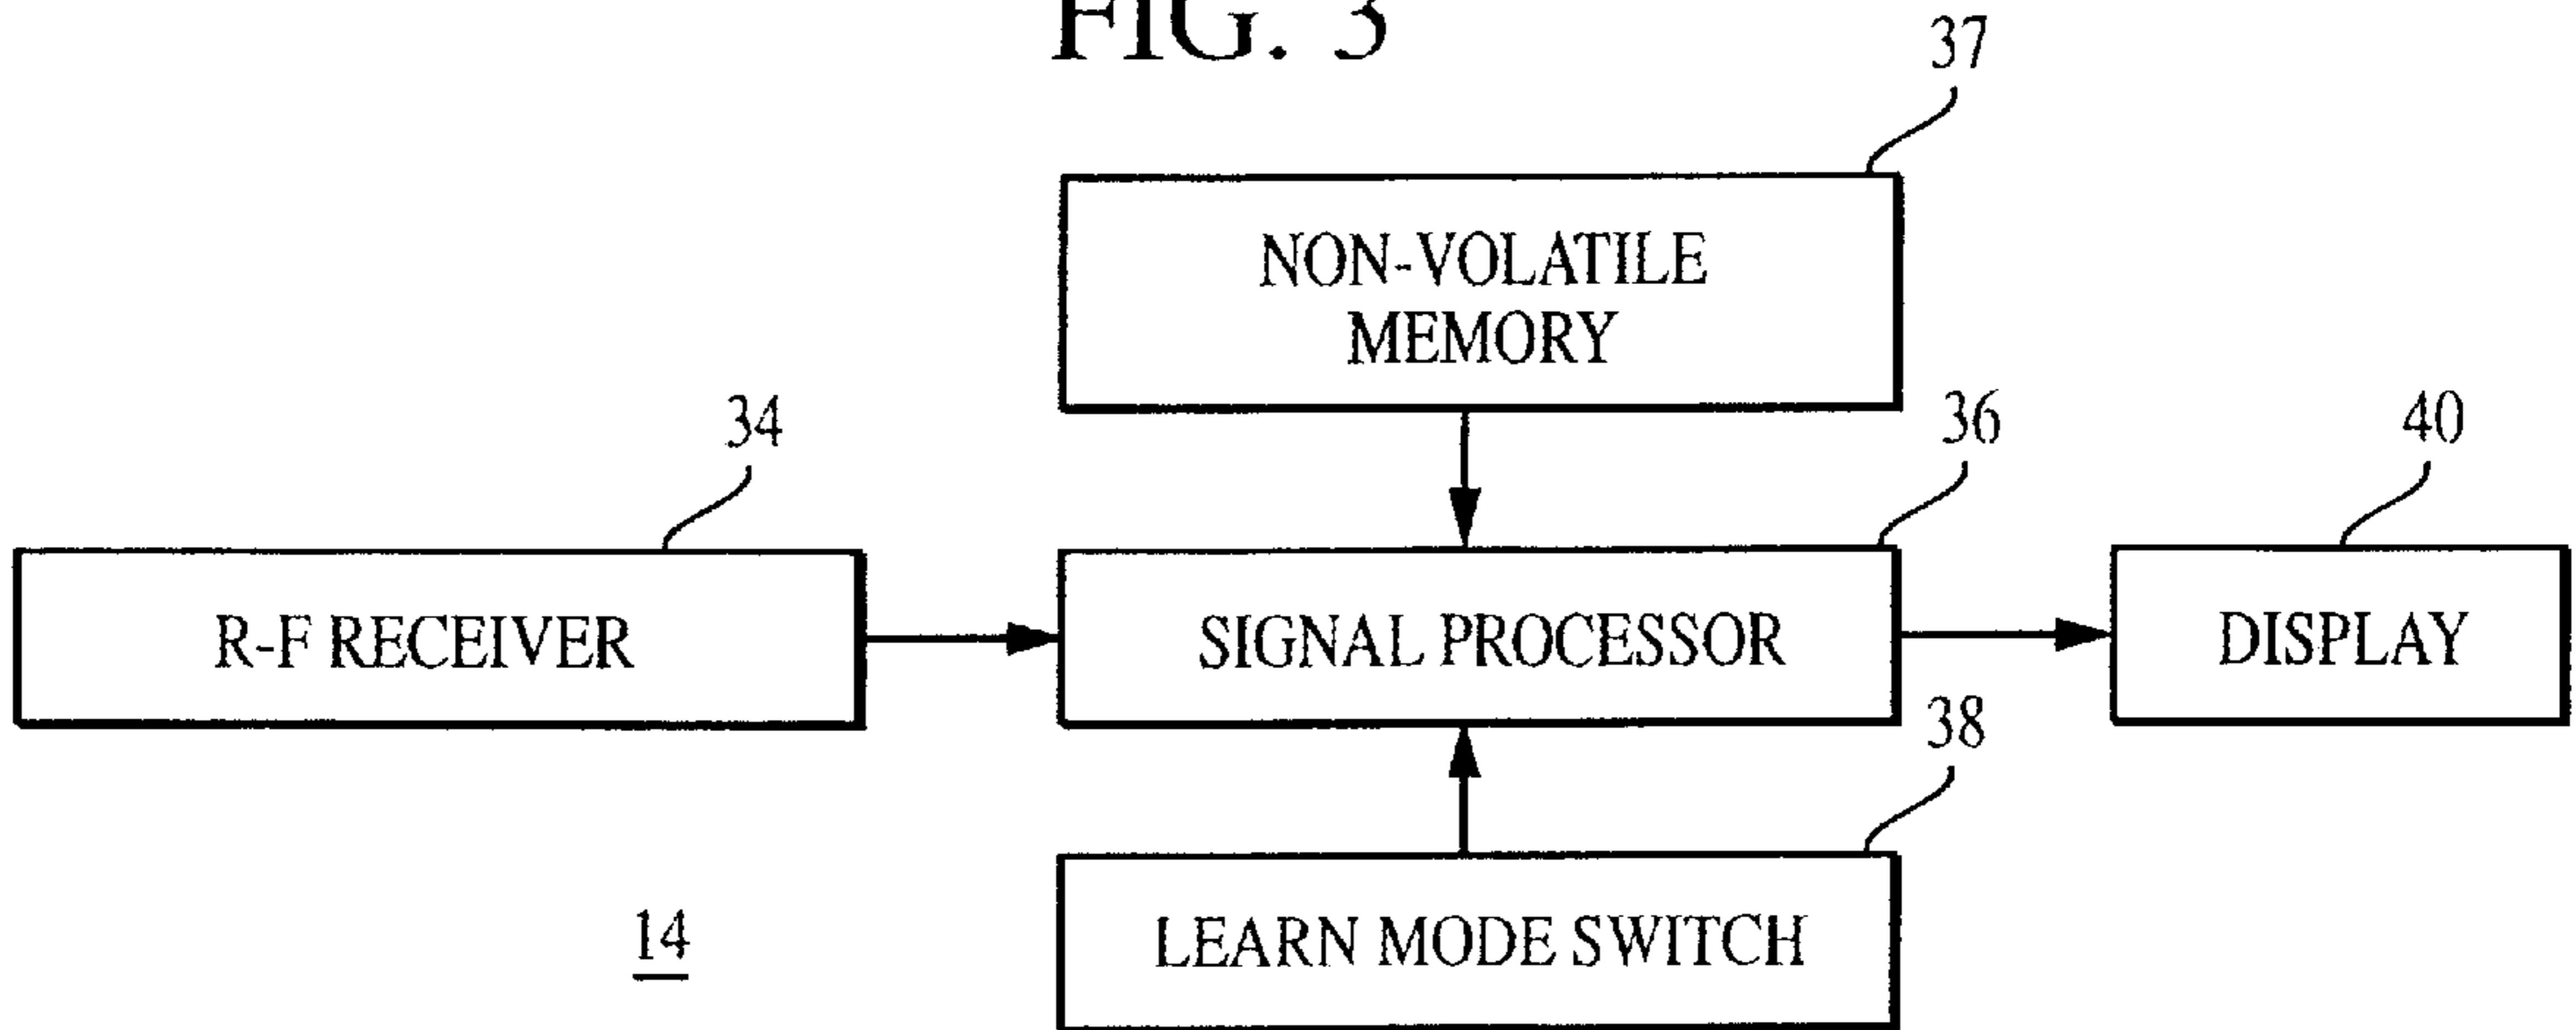 FIG. 3
37
NON-VOLATILE
MEMORY
34
36
40
R-F RECEIVER
SIGNAL PROCESSOR
DISPLAY
38
14
LEARN MODE SWITCH